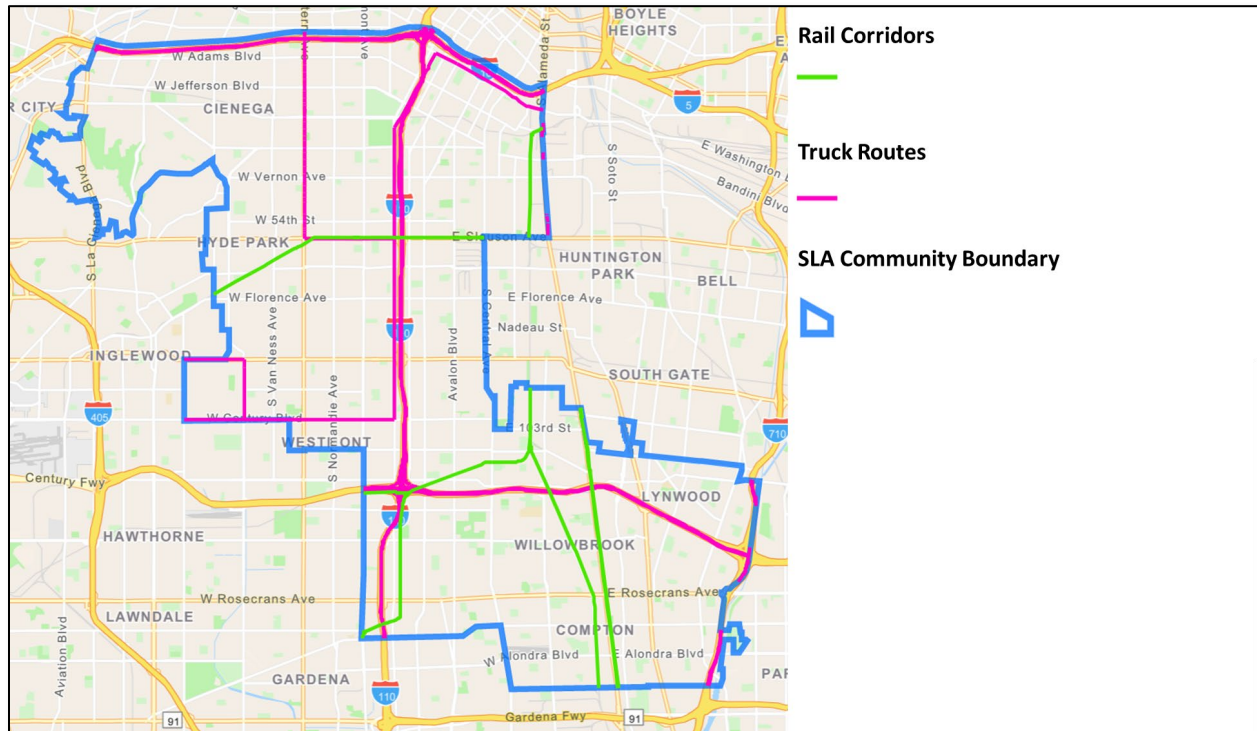 BOYLE
HEIGHTS
W Adams Blvd
W Jefferson Blvd
CIENEGA
R CITY
S Alameda St
5
S Soto St
E Washington
Bandini Blvd
W Vernon Ave
S La Cienega Blvd
W 54th St
HYDE PARK
E Slauson Ave
HUNTINGTON
PARK
BELL
W Florence Ave
E Florence Ave
S Van Ness Ave
S Central Ave
Nadeau St
INGLEWOOD
S Normandie Ave
Avalon Blvd
SOUTH GATE
405
W Century Blvd
WESTMONT
103rd St
710
Century Fwy
LYNWOOD
HAWTHORNE
WILLOWBROOK
W Rosecrans Ave
E Rosecrans Ave
LAWNDALE
COMPTON
Aviation Blvd
W Alondra Blvd
E Alondra Blvd
GARDENA
PAR
110
91
Gardena Fwy
91
Rail Corridors
Truck Routes
SLA Community Boundary